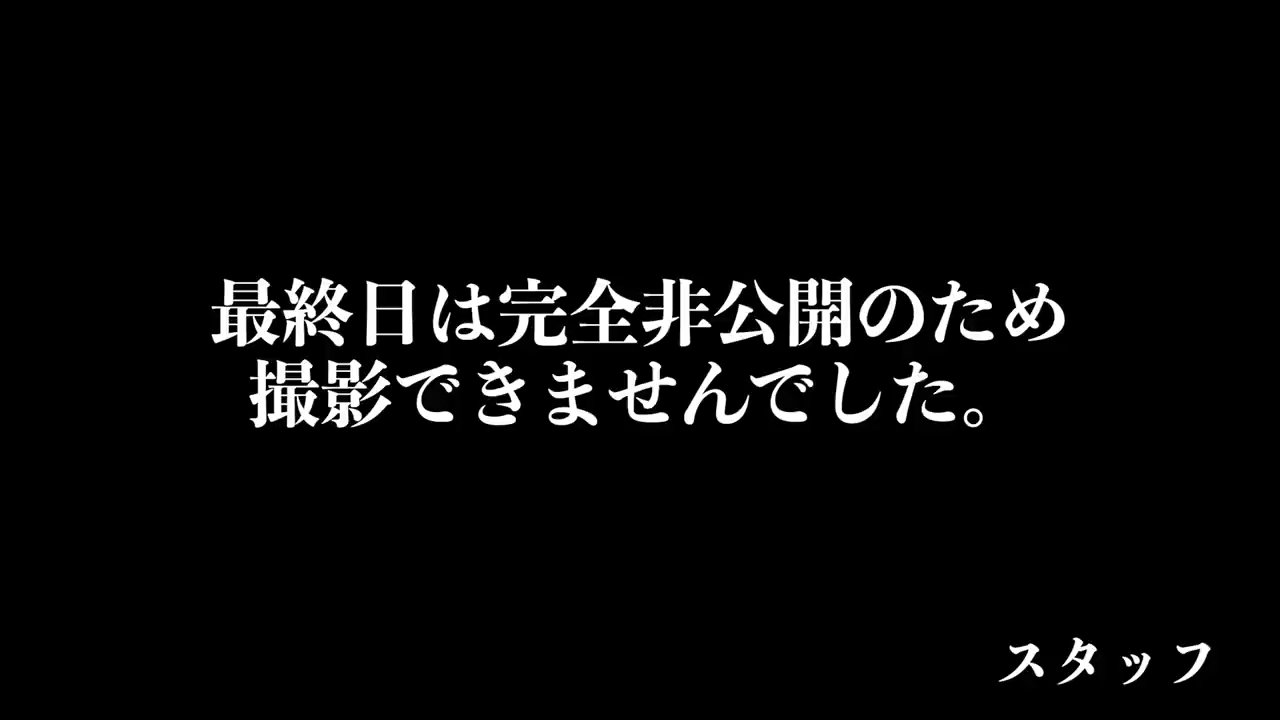 最終日は完全非公開のため
撮影できませんでした。
スタッフ